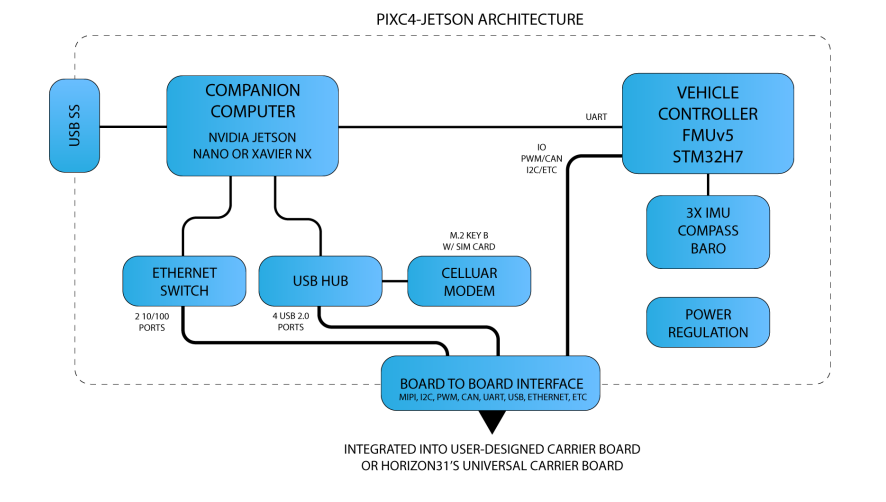 PIXC4-JETSON ARCHITECTURE
USB SS
COMPANION
COMPUTER
NVIDIA JETSON
NANO OR XAVIER NX
UART
VEHICLE
CONTROLLER
FMUv5
STM32H7
IO
PWM/CAN
I2C/ETC
3X IMU
COMPASS
BARO
M.2 KEY B
W/ SIM CARD
ETHERNET
SWITCH
USB HUB
CELLUAR
MODEM
2 10/100
PORTS
4 USB 2.0
PORTS
POWER
REGULATION
BOARD TO BOARD INTERFACE
MIPI, I2C, PWM, CAN, UART, USB, ETHERNET, ETC
INTEGRATED INTO USER-DESIGNED CARRIER BOARD
OR HORIZON31'S UNIVERSAL CARRIER BOARD